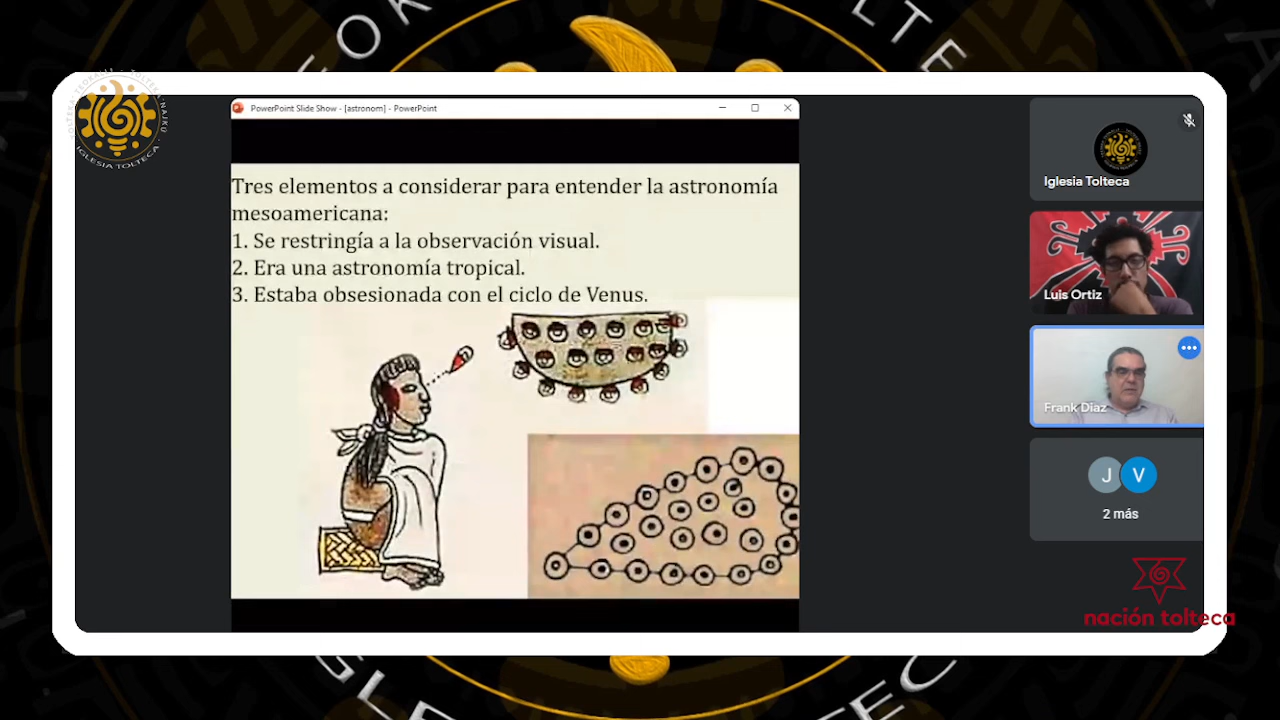 IGLESIA TOLTECA
PowerPoint Slide Show - [astronom] - PowerPoint
Tres elementos a considerar para entender la astronomía
mesoamericana:
1. Se restringía a la observación visual.
2. Era una astronomía tropical.
3. Estaba obsesionada con el ciclo de Venus.
Iglesia Tolteca
Luis Ortiz
Frank Díaz
J V
2 más
nación tolteca